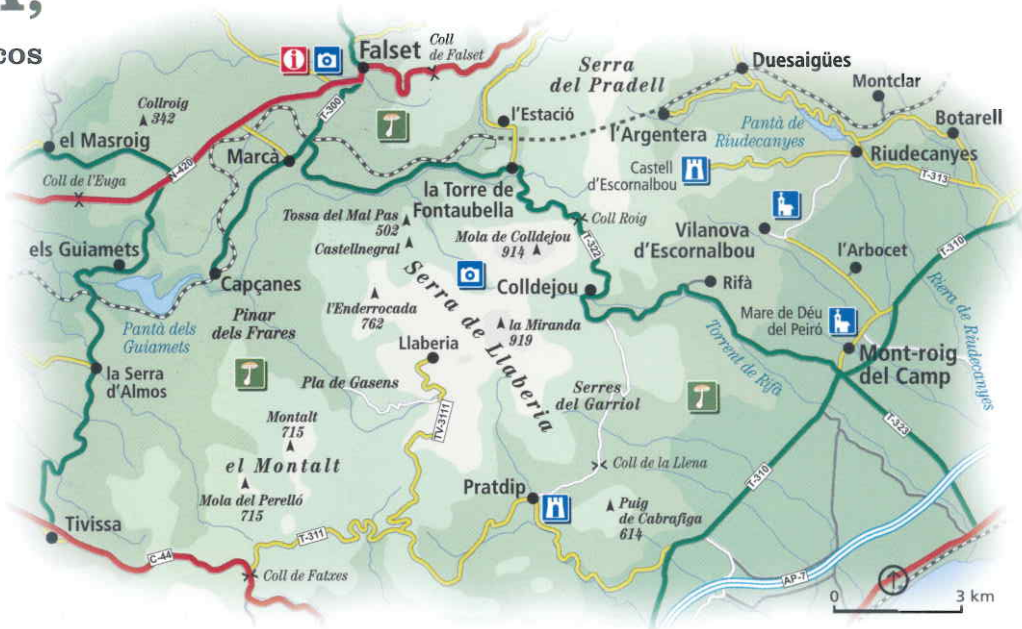 cos
i
Falset
Coll
de Falset
Serra
del Pradell
Duesaigües
Montclar
Botarell
Collroig
342
el Masroig
T-300
l'Estació
l'Argentera
Pantà de
Riudecanyes
Riudecanyes
Castell
d'Escornalbou
T-313
Coll de l'Euga
N-420
Marcà
la Torre de
Fontaubella
Coll Roig
T-322
Tossa del Mal Pas
502
Castellnegral
Mola de Colldejou
914
Vilanova
d'Escornalbou
l'Arbocet
T-310
els Guiamets
Capçanes
Serra de Llaberia
Colldejou
Rifà
Riera de Riudecanyes
Pantà dels
Guiamets
Pinar
dels Frares
l'Enderrocada
762
la Miranda
919
Mare de Déu
del Peiró
Torrent de Rifà
Mont-roig
del Camp
Llaberia
la Serra
d'Almos
Pla de Gasens
Serres
del Garriol
TV-3111
T-323
Montalt
715
el Montalt
Mola del Perelló
715
Coll de la Llena
T-310
Pratdip
Puig
de Cabrafiga
614
Tivissa
T-311
C-44
Coll de Fatxes
AP-7
0 3 km